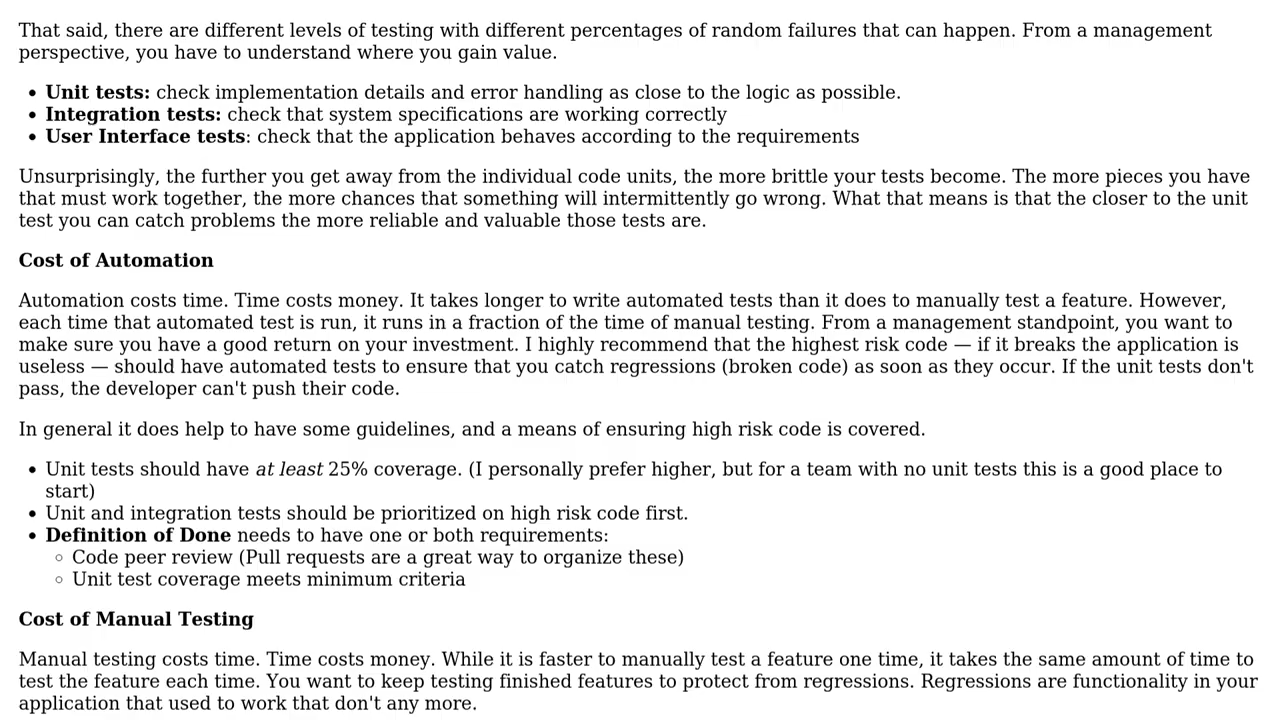 That said, there are different levels of testing with different percentages of random failures that can happen. From a management
perspective, you have to understand where you gain value.
• Unit tests: check implementation details and error handling as close to the logic as possible.
• Integration tests: check that system specifications are working correctly
• User Interface tests: check that the application behaves according to the requirements
Unsurprisingly, the further you get away from the individual code units, the more brittle your tests become. The more pieces you have
that must work together, the more chances that something will intermittently go wrong. What that means is that the closer to the unit
test you can catch problems the more reliable and valuable those tests are.
Cost of Automation
Automation costs time. Time costs money. It takes longer to write automated tests than it does to manually test a feature. However,
each time that automated test is run, it runs in a fraction of the time of manual testing. From a management standpoint, you want to
make sure you have a good return on your investment. I highly recommend that the highest risk code — if it breaks the application is
useless — should have automated tests to ensure that you catch regressions (broken code) as soon as they occur. If the unit tests don't
pass, the developer can't push their code.
In general it does help to have some guidelines, and a means of ensuring high risk code is covered.
• Unit tests should have at least 25% coverage. (I personally prefer higher, but for a team with no unit tests this is a good place to
start)
• Unit and integration tests should be prioritized on high risk code first.
• Definition of Done needs to have one or both requirements:
◦ Code peer review (Pull requests are a great way to organize these)
◦ Unit test coverage meets minimum criteria
Cost of Manual Testing
Manual testing costs time. Time costs money. While it is faster to manually test a feature one time, it takes the same amount of time to
test the feature each time. You want to keep testing finished features to protect from regressions. Regressions are functionality in your
application that used to work that don't any more.